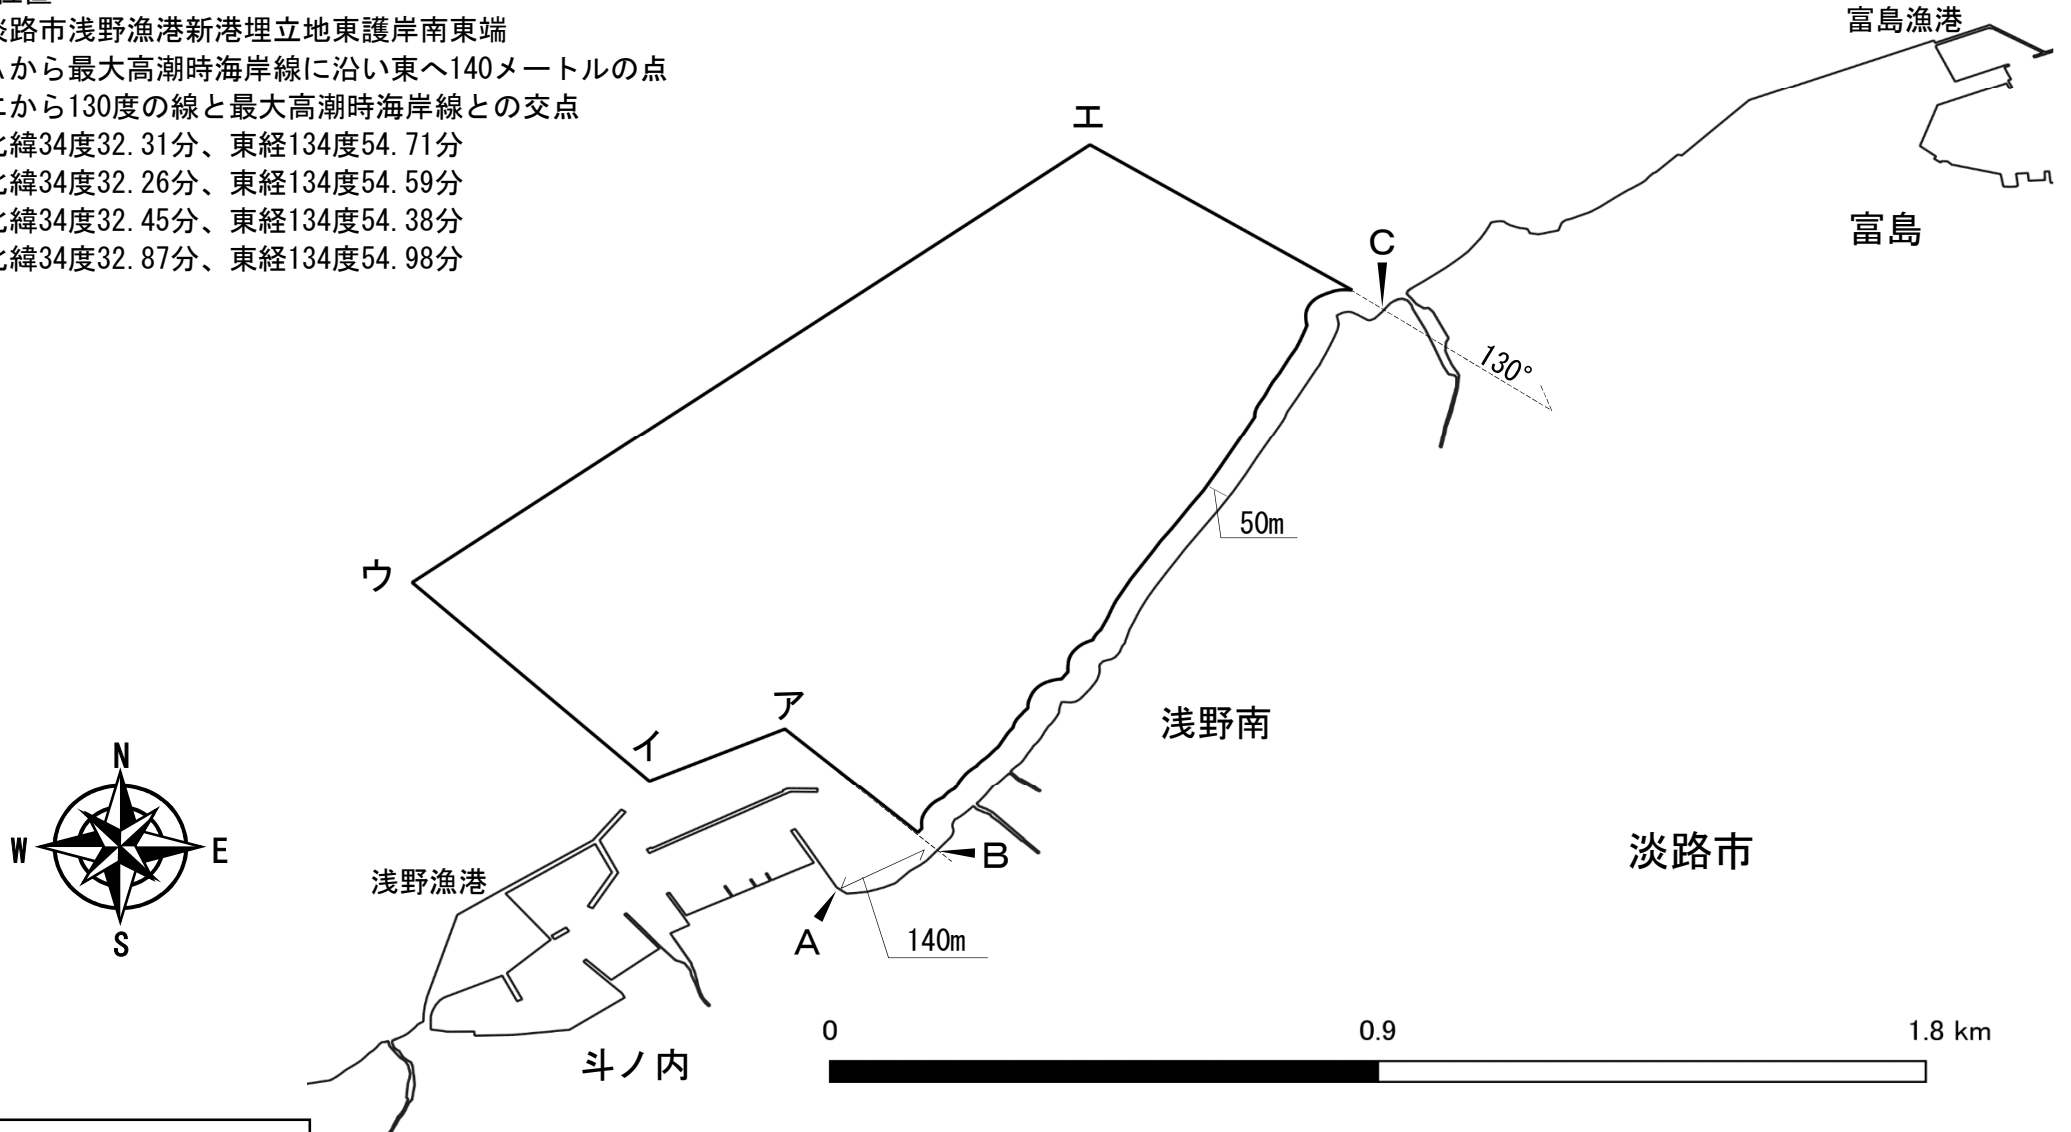 位置
淡路市浅野漁港新港埋立地東護岸南東端
Aから最大高潮時海岸線に沿い東へ140メートルの点
エから130度の線と最大高潮時海岸線との交点
北緯34度32.31分、東経134度54.71分
北緯34度32.26分、東経134度54.59分
北緯34度32.45分、東経134度54.38分
北緯34度32.87分、東経134度54.98分
富島漁港
エ
富島
C
130°
50m
ウ
ア
イ
浅野南
N
W
E
S
B
淡路市
浅野漁港
A
140m
斗ノ内
0
0.9
1.8 km